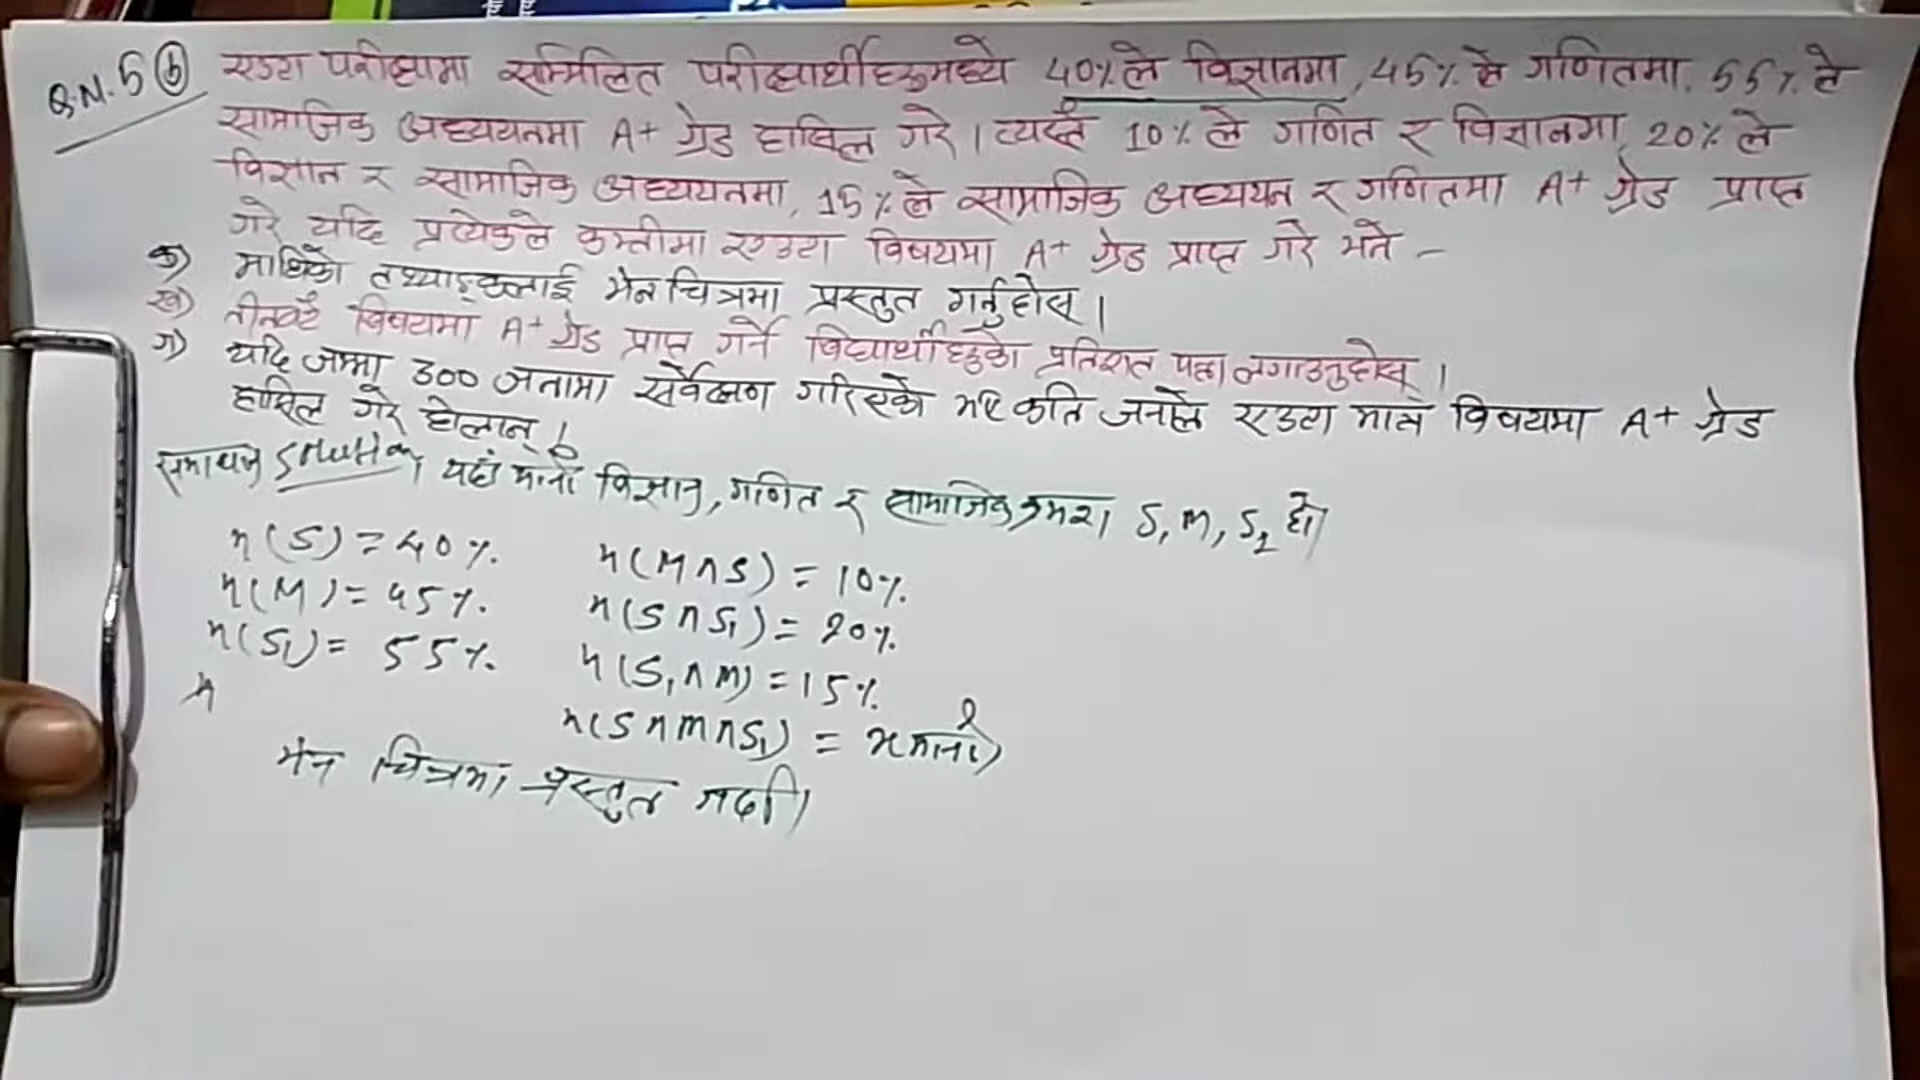 Q.N. 5 b एउटा परीक्षामा सम्मिलित परीक्षार्थीहरुमध्ये 40% ले विज्ञानमा, 45% ले गणितमा, 55% ले
सामाजिक अध्ययनमा A+ ग्रेड हासिल गरे। त्यस्तै 10% ले गणित र विज्ञानमा, 20% ले
विज्ञान र सामाजिक अध्ययनमा, 15% ले सामाजिक अध्ययन र गणितमा A+ ग्रेड प्राप्त
गरे यदि प्रत्येकले कम्तीमा एउटा विषयमा A+ ग्रेड प्राप्त गरे भने -
क) माथिको तथ्याङ्कलाई भेनचित्रमा प्रस्तुत गर्नुहोस्।
ख) तीनवटै विषयमा A+ ग्रेड प्राप्त गर्ने विद्यार्थीहरुको प्रतिशत पत्ता लगाउनुहोस्।
ग) यदि जम्मा 300 जनामा सर्वेक्षण गरिएको भए कति जनाले एउटा मात्र विषयमा A+ ग्रेड
हासिल गरे होलान्।
समाधान Solution, यहाँ मानौ विज्ञान, गणित र सामाजिक क्रमश S, M, S₁ हो।
n(S) = 40%. n(M∩S) = 10%.
n(M) = 45%. n(S∩S₁) = 20%.
n(S₁) = 55%. n(S₁∩M) = 15%.
n(S∩M∩S₁) = x मानौ)
भेन चित्रमा प्रस्तुत गर्दा।